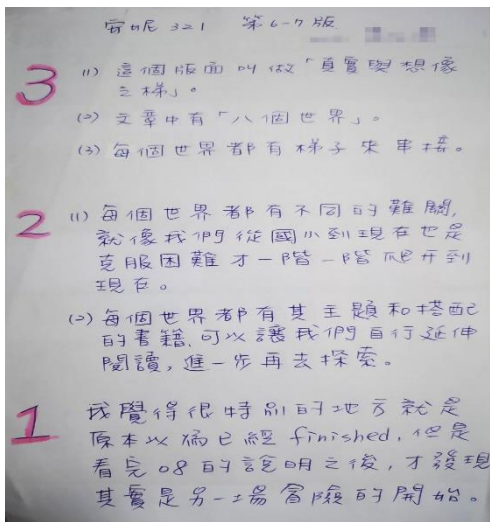 安妮 321 第6-7版
3 (1) 這個版面叫做「真實與想像
之梯」。
(2) 文章中有「八個世界」。
(3) 每個世界都有梯子來串接。
2 (1) 每個世界都有不同的難關,
就像我們從國小到現在也是
克服困難才一階一階爬升到
現在。
(2) 每個世界都有其主題和搭配
的書籍,可以讓我們自行延伸
閱讀,進一步再去探索。
1 我覺得很特別的地方就是
原本以為已經 finished, 但是
看完 08 的說明之後,才發現
其實是另一場冒險的開始。